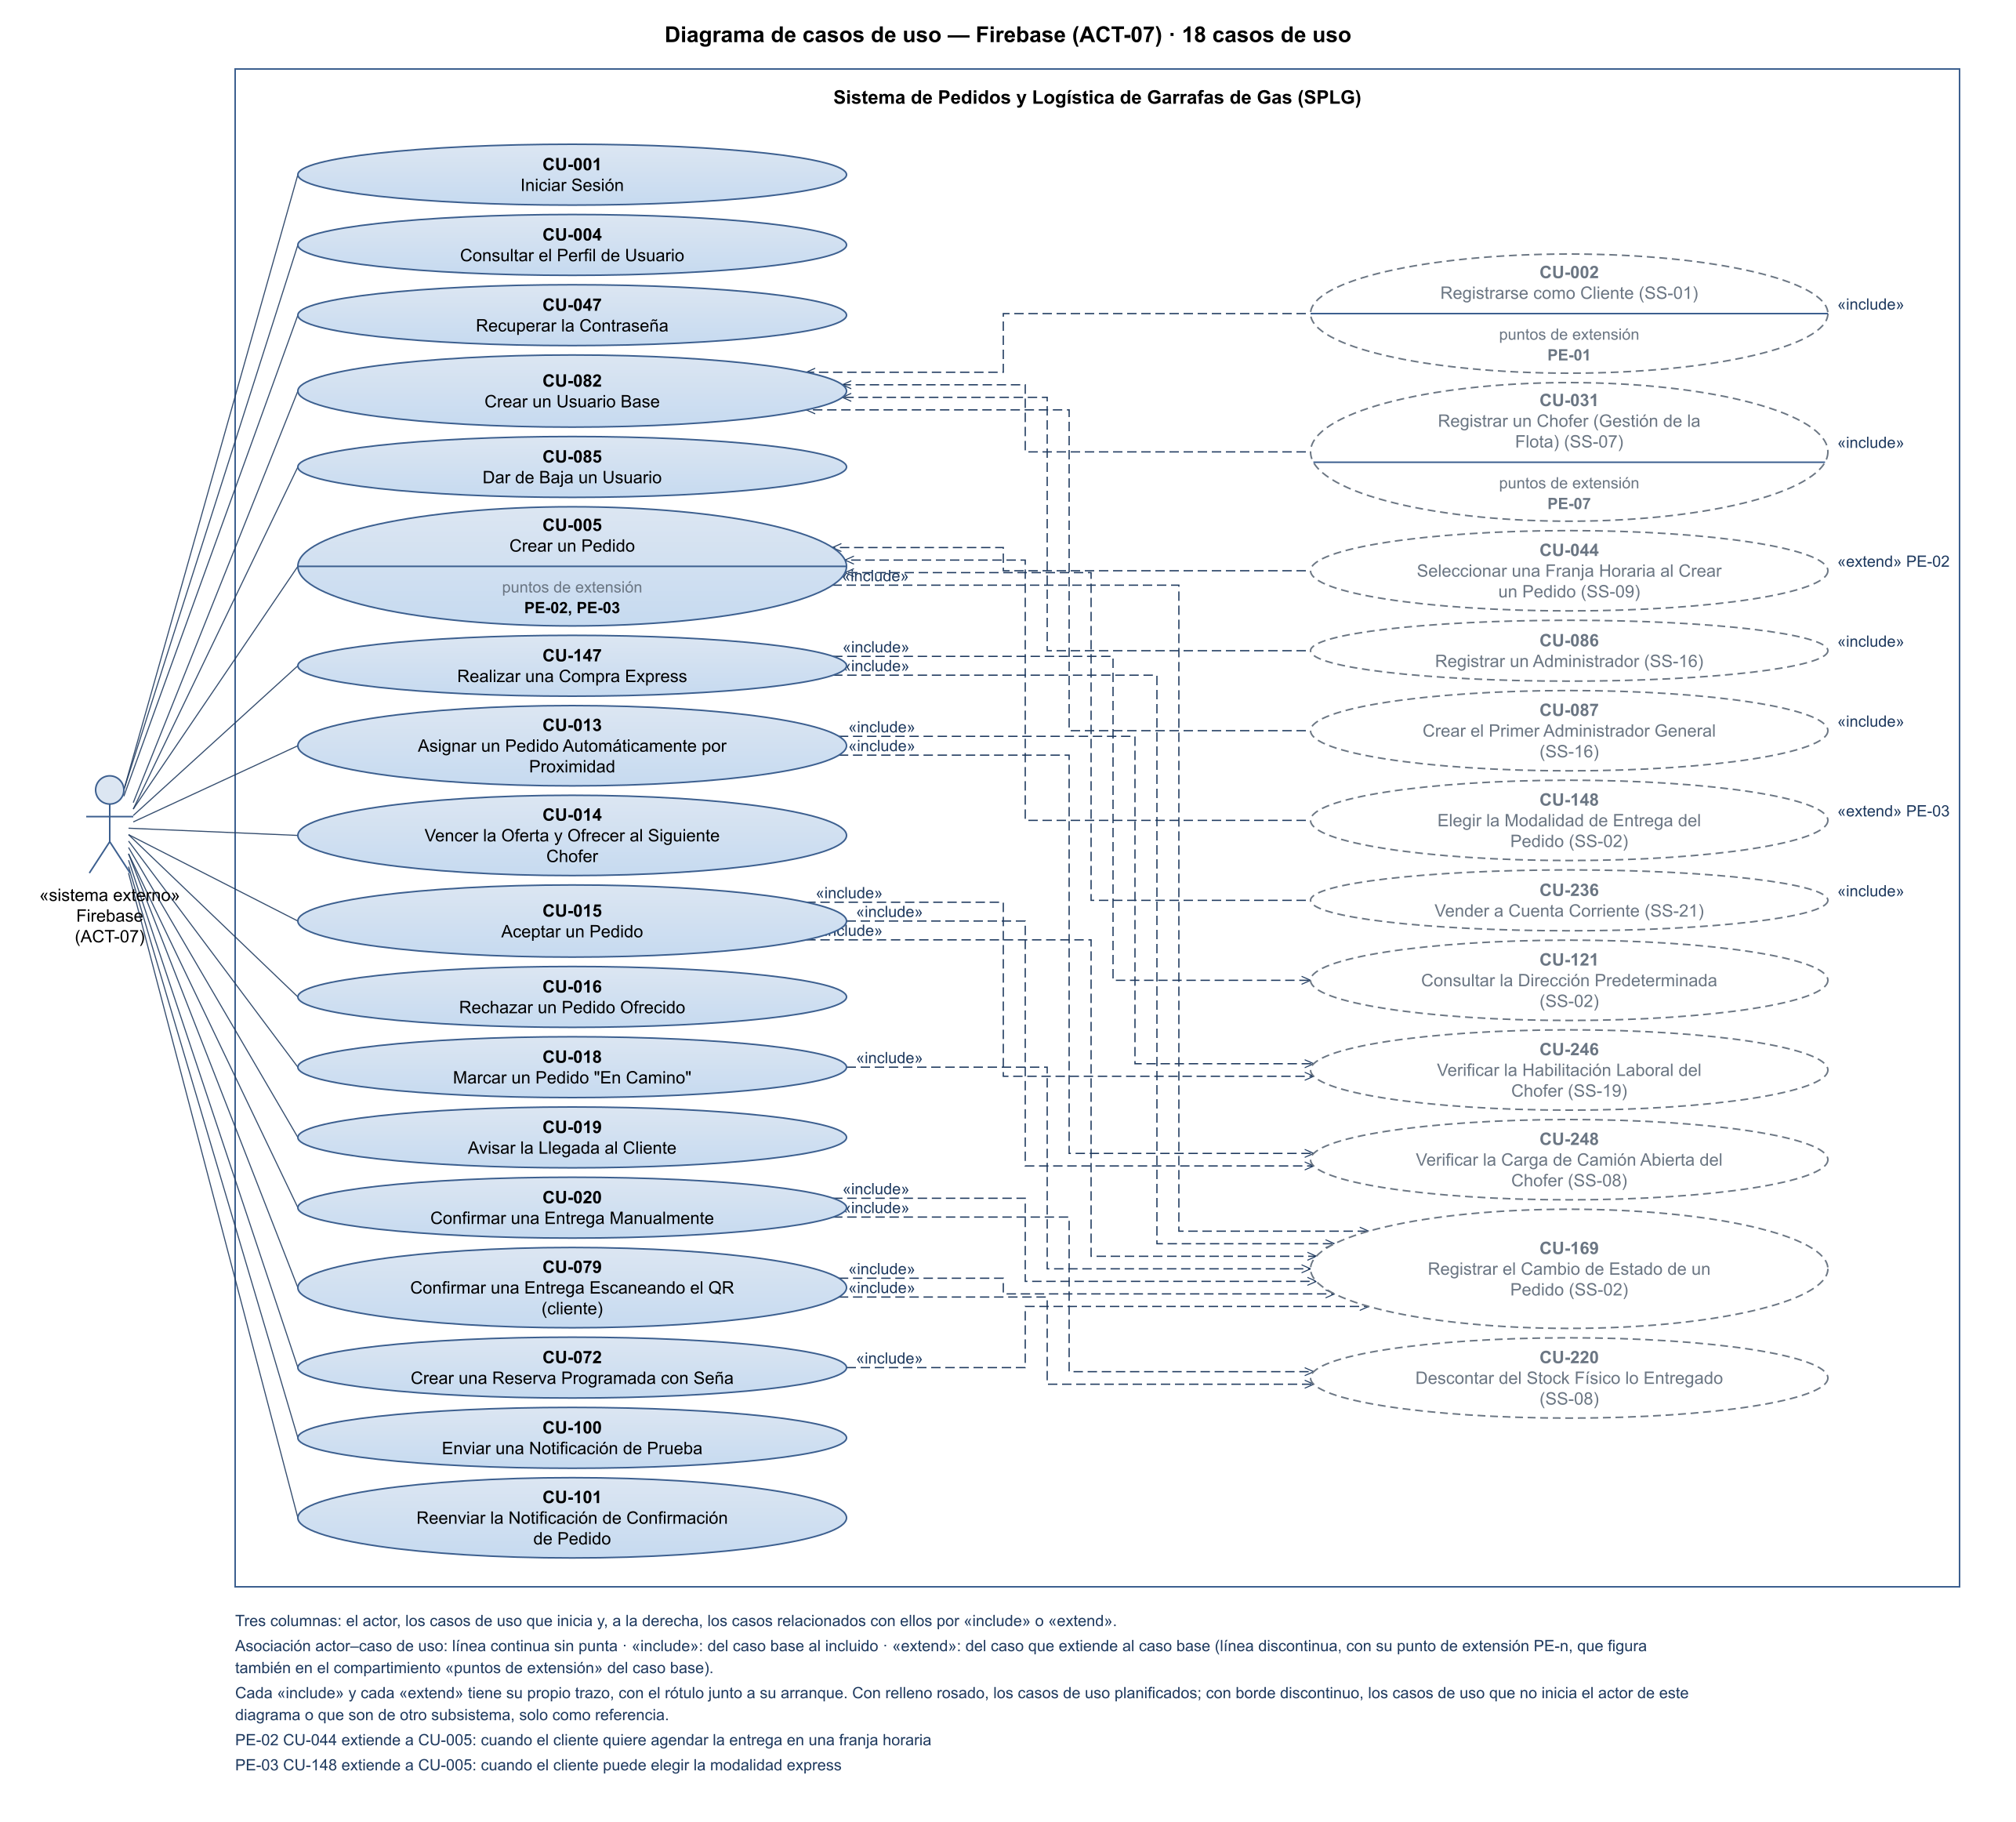 Diagrama de casos de uso — Firebase (ACT-07) · 18 casos de uso
Sistema de Pedidos y Logística de Garrafas de Gas (SPLG)
«sistema externo»
Firebase
(ACT-07)
CU-001
Iniciar Sesión
CU-004
Consultar el Perfil de Usuario
CU-047
Recuperar la Contraseña
CU-082
Crear un Usuario Base
CU-085
Dar de Baja un Usuario
CU-005
Crear un Pedido
puntos de extensión
PE-02, PE-03
«include»
CU-147
Realizar una Compra Express
«include»
«include»
CU-013
Asignar un Pedido Automáticamente por
Proximidad
«include»
«include»
CU-014
Vencer la Oferta y Ofrecer al Siguiente
Chofer
CU-015
Aceptar un Pedido
«include»
«include»
«include»
CU-016
Rechazar un Pedido Ofrecido
CU-018
Marcar un Pedido "En Camino"
«include»
CU-019
Avisar la Llegada al Cliente
CU-020
Confirmar una Entrega Manualmente
«include»
«include»
CU-079
Confirmar una Entrega Escaneando el QR
(cliente)
«include»
«include»
CU-072
Crear una Reserva Programada con Seña
«include»
CU-100
Enviar una Notificación de Prueba
CU-101
Reenviar la Notificación de Confirmación
de Pedido
CU-002
Registrarse como Cliente (SS-01)
puntos de extensión
PE-01
«include»
CU-031
Registrar un Chofer (Gestión de la
Flota) (SS-07)
puntos de extensión
PE-07
«include»
CU-044
Seleccionar una Franja Horaria al Crear
un Pedido (SS-09)
«extend» PE-02
CU-086
Registrar un Administrador (SS-16)
«include»
CU-087
Crear el Primer Administrador General
(SS-16)
«include»
CU-148
Elegir la Modalidad de Entrega del
Pedido (SS-02)
«extend» PE-03
CU-236
Vender a Cuenta Corriente (SS-21)
«include»
CU-121
Consultar la Dirección Predeterminada
(SS-02)
CU-246
Verificar la Habilitación Laboral del
Chofer (SS-19)
CU-248
Verificar la Carga de Camión Abierta del
Chofer (SS-08)
CU-169
Registrar el Cambio de Estado de un
Pedido (SS-02)
CU-220
Descontar del Stock Físico lo Entregado
(SS-08)
Tres columnas: el actor, los casos de uso que inicia y, a la derecha, los casos relacionados con ellos por «include» o «extend».
Asociación actor–caso de uso: línea continua sin punta · «include»: del caso base al incluido · «extend»: del caso que extiende al caso base (línea discontinua, con su punto de extensión PE-n, que figura
también en el compartimiento «puntos de extensión» del caso base).
Cada «include» y cada «extend» tiene su propio trazo, con el rótulo junto a su arranque. Con relleno rosado, los casos de uso planificados; con borde discontinuo, los casos de uso que no inicia el actor de este
diagrama o que son de otro subsistema, solo como referencia.
PE-02 CU-044 extiende a CU-005: cuando el cliente quiere agendar la entrega en una franja horaria
PE-03 CU-148 extiende a CU-005: cuando el cliente puede elegir la modalidad express